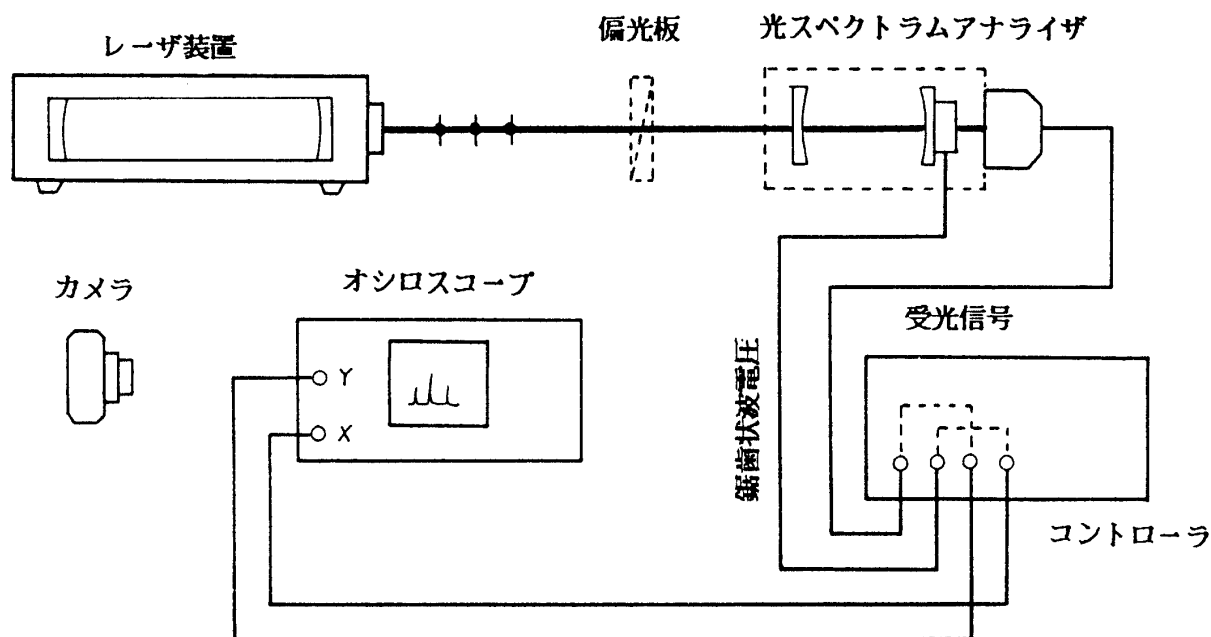 レーザ装置
偏光板
光スペクトラムアナライザ
カメラ
オシロスコープ
Y
X
鋸歯状波電圧
受光信号
コントローラ